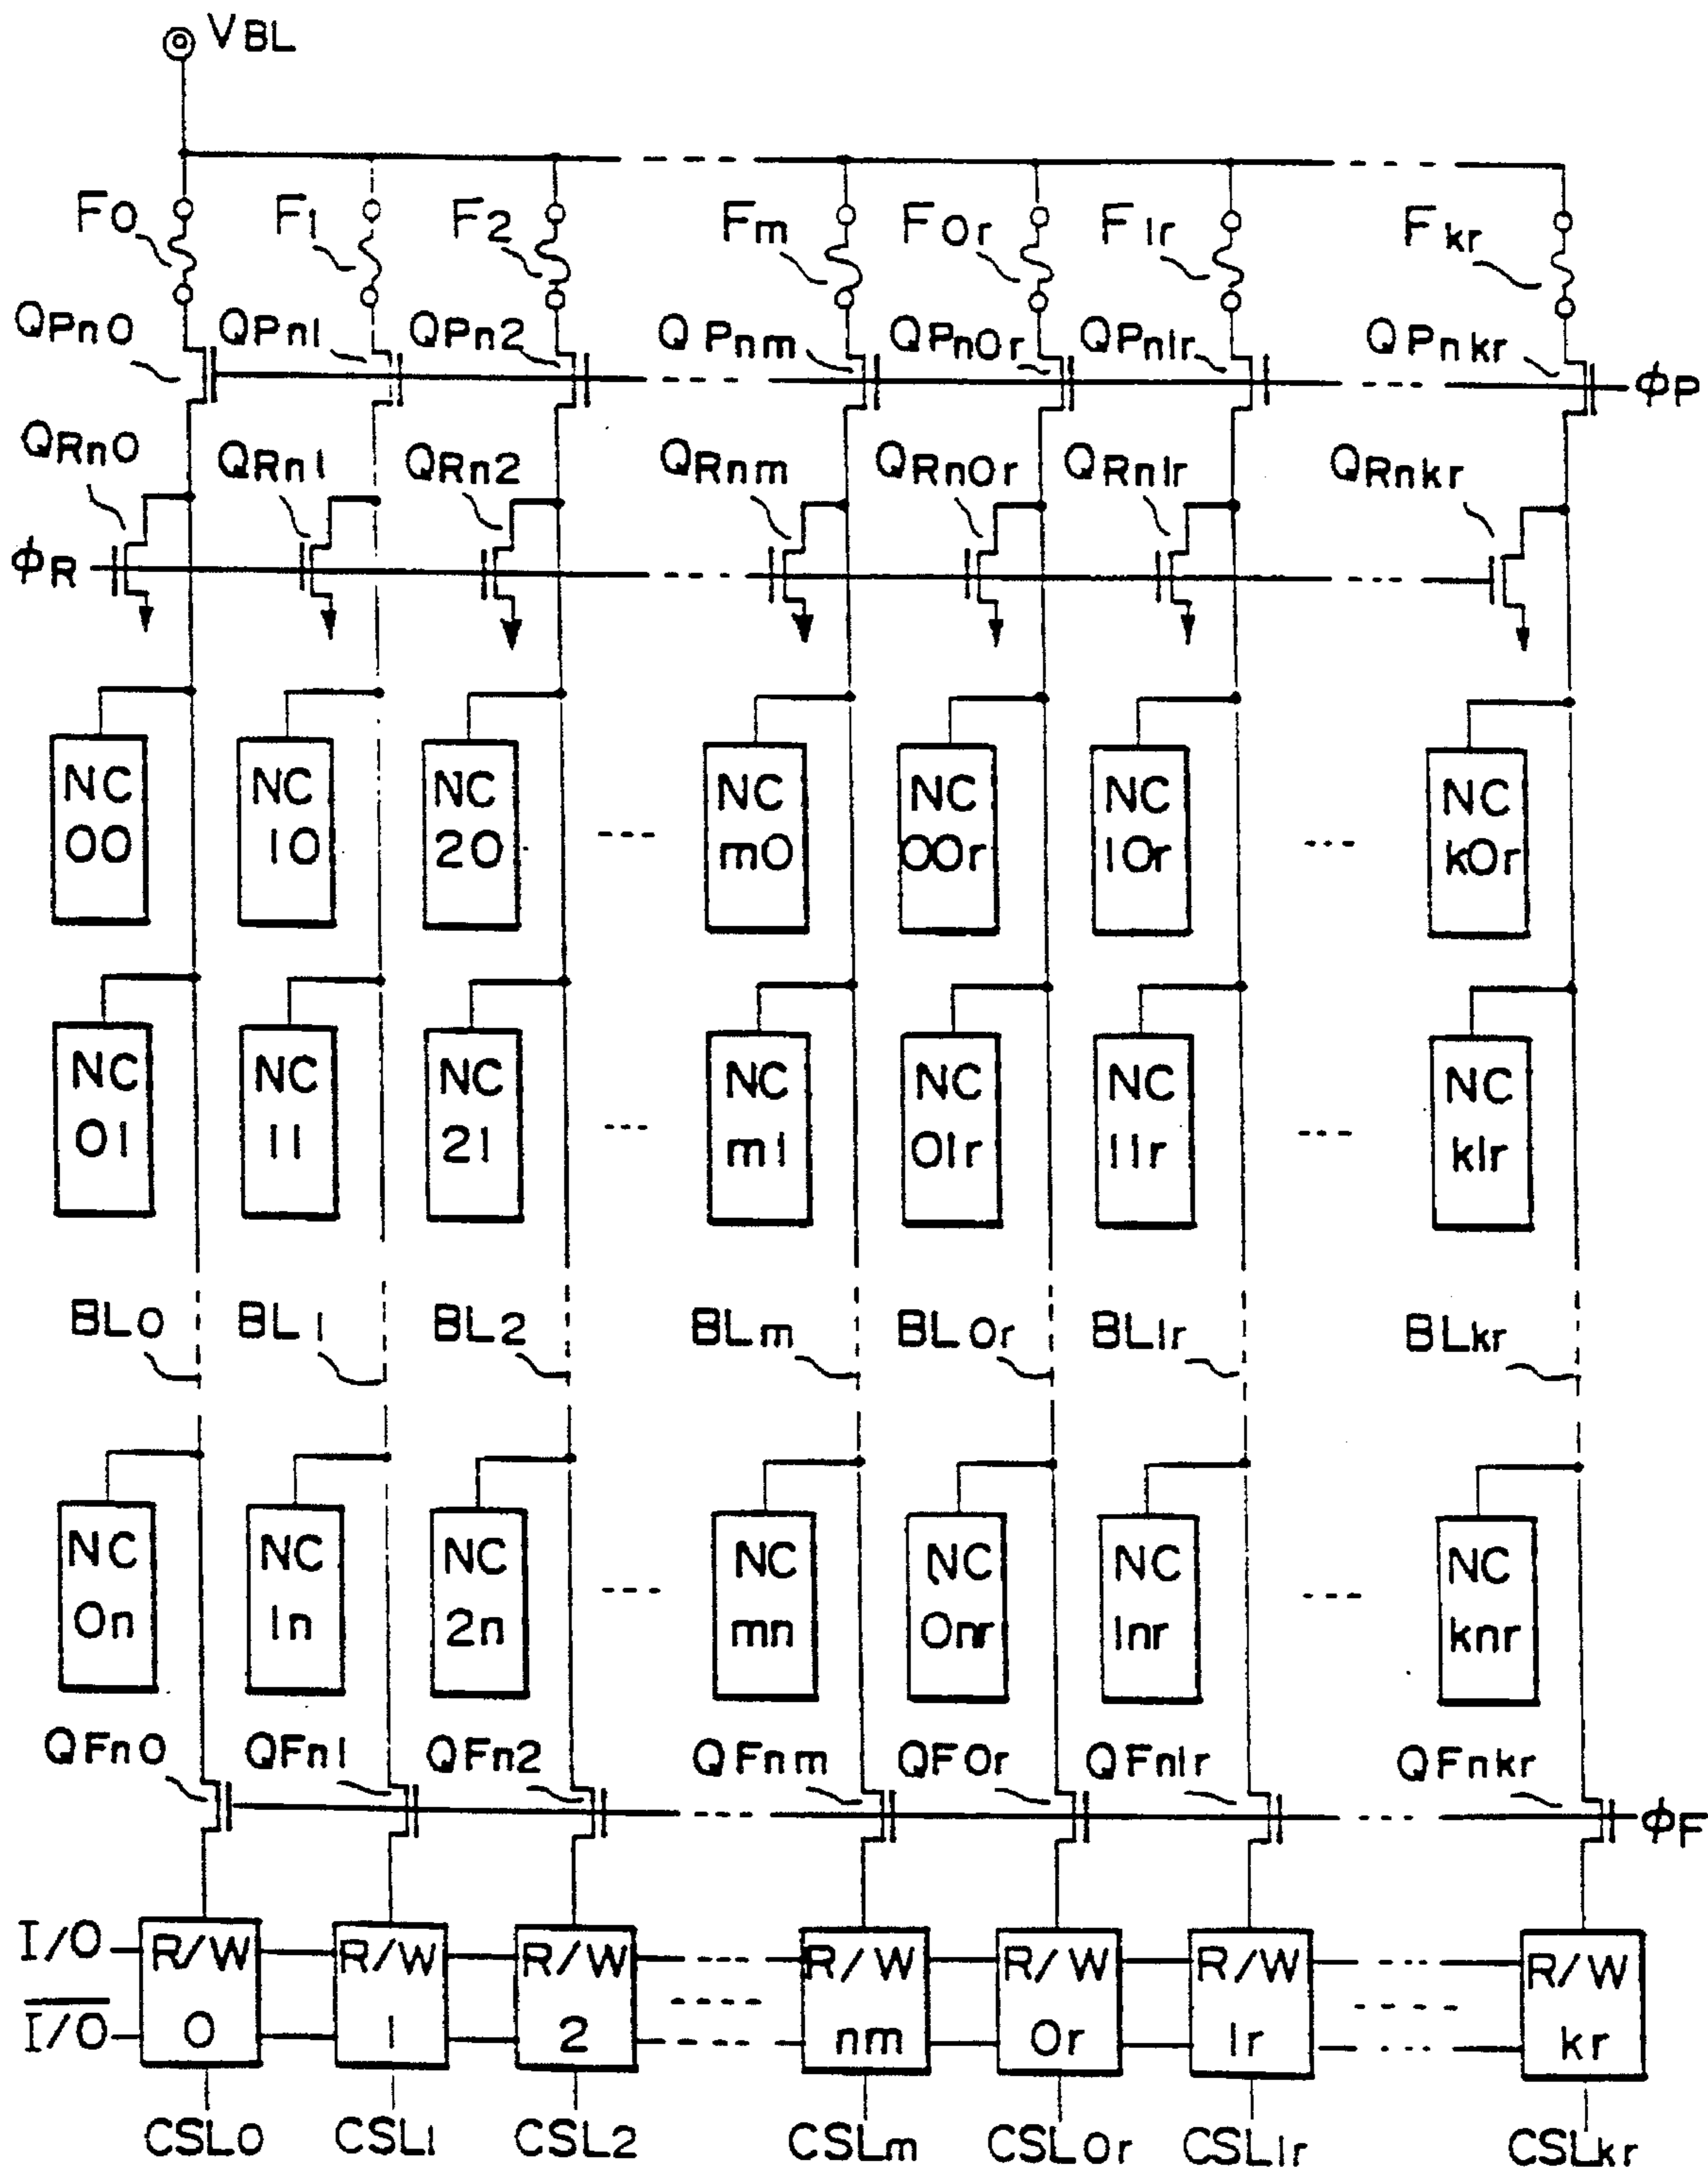 VBL
F0 F1 F2 Fm F0r F1r Fkr
QPn0 QPn1 QPn2 QPnm QPn0r QPn1r QPnkr
ΦP
QRn0 QRn1 QRn2 QRnm QRn0r QRn1r QRnkr
ΦR
NC NC NC NC NC NC NC
00 10 20 --- m0 00r 10r --- k0r
NC NC NC NC NC NC NC
01 11 21 --- m1 01r 11r --- k1r
BL0 BL1 BL2 BLm BL0r BL1r BLkr
NC NC NC NC NC NC NC
0n 1n 2n --- mn 0nr 1nr --- knr
QFn0 QFn1 QFn2 QFnm QF0r QFn1r QFnkr
ΦF
I/O R/W R/W R/W R/W R/W R/W R/W
I/O 0 1 2 nm 0r 1r kr
CSL0 CSL1 CSL2 CSLm CSL0r CSL1r CSLkr